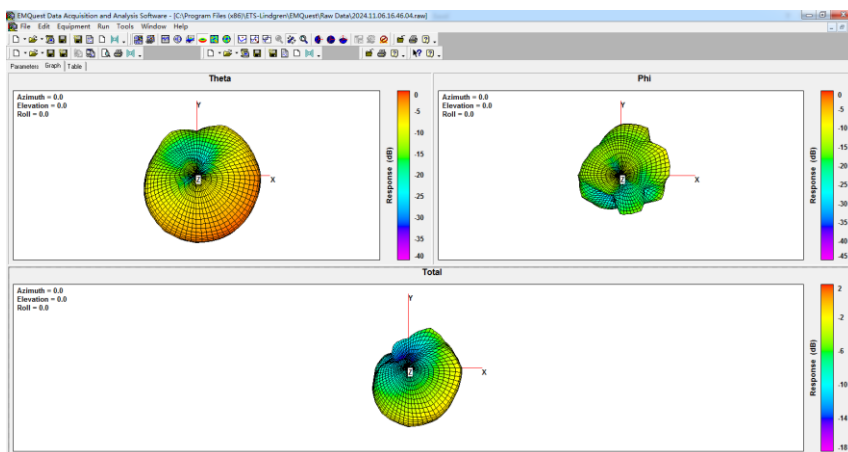 EMQuest Data Acquisition and Analysis Software - [C:\Program Files (x86)\ETS-Lindgren\EMQuest\Raw Data\2024.11.06.16.46.04.raw]
File Edit Equipment Run Tools Window Help
Parameters Graph Table
Theta
Azimuth = 0.0
Elevation = 0.0
Roll = 0.0
Y
X
Z
Response (dB)
0
-5
-10
-15
-20
-25
-30
-35
-40
Phi
Azimuth = 0.0
Elevation = 0.0
Roll = 0.0
Y
X
Z
Response (dB)
0
-5
-10
-15
-20
-25
-30
-35
-40
-45
Total
Azimuth = 0.0
Elevation = 0.0
Roll = 0.0
Y
X
Z
Response (dB)
2
-2
-6
-10
-14
-18